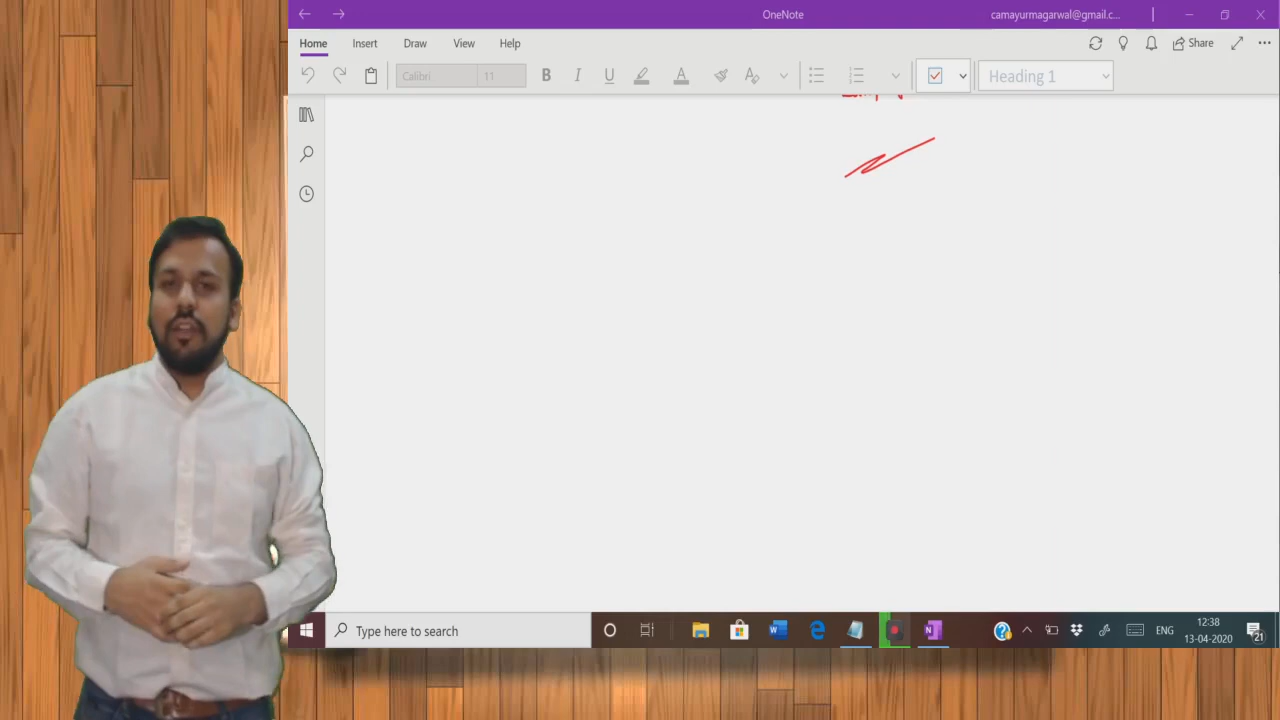 OneNote
camayurmagarwal@gmail.c...
Home Insert Draw View Help
Share
Calibri 11 B I U A A Heading 1
Type here to search
ENG
12:38
13-04-2020
21